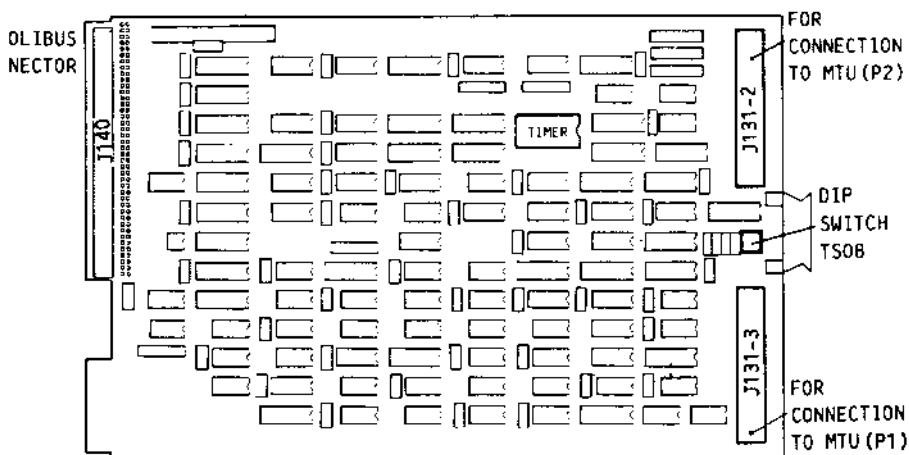 OLIBUS
NECTOR
J140
TIMER
FOR
CONNECTION
TO MTU(P2)
J131-2
DIP
SWITCH
TSOB
J131-3
FOR
CONNECTION
TO MTU(P1)